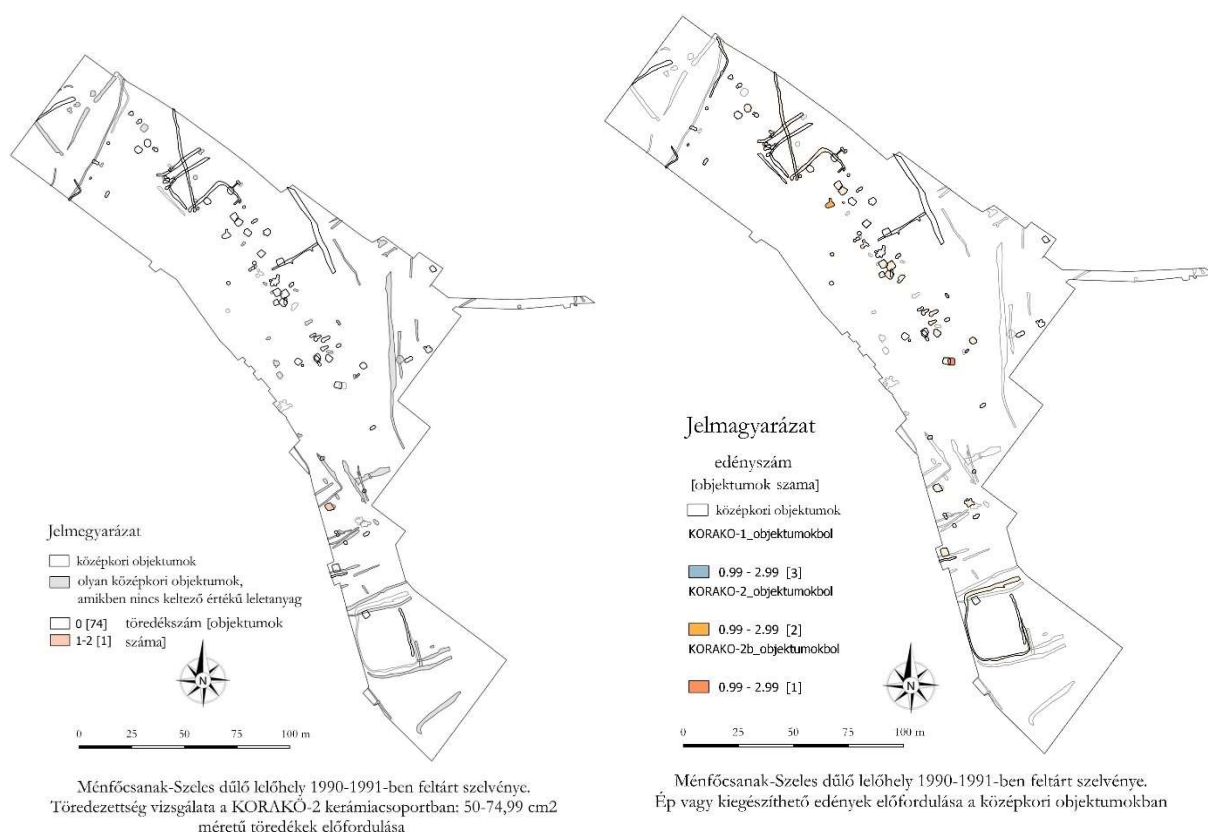 Jelmegyarázat
középkori objektumok
olyan középkori objektumok,
amikben nincs keltező értékű leletanyag
0 [74] töredékszám [objektumok
1-2 [1] száma]
N
0 25 50 75 100 m
Ménfőcsanak-Szeles dűlő lelőhely 1990-1991-ben feltárt szelvénye.
Töredezettség vizsgálata a KORAKÖ-2 kerámiacsoportban: 50-74,99 cm2
méretű töredékek előfordulása
Jelmagyarázat
edényszám
[objektumok szama]
középkori objektumok
KORAKO-1_objektumokbol
0.99 - 2.99 [3]
KORAKO-2_objektumokbol
0.99 - 2.99 [2]
KORAKO-2b_objektumokbol
0.99 - 2.99 [1]
N
0 25 50 75 100 m
Ménfőcsanak-Szeles dűlő lelőhely 1990-1991-ben feltárt szelvénye.
Ép vagy kiegészíthető edények előfordulása a középkori objektumokban